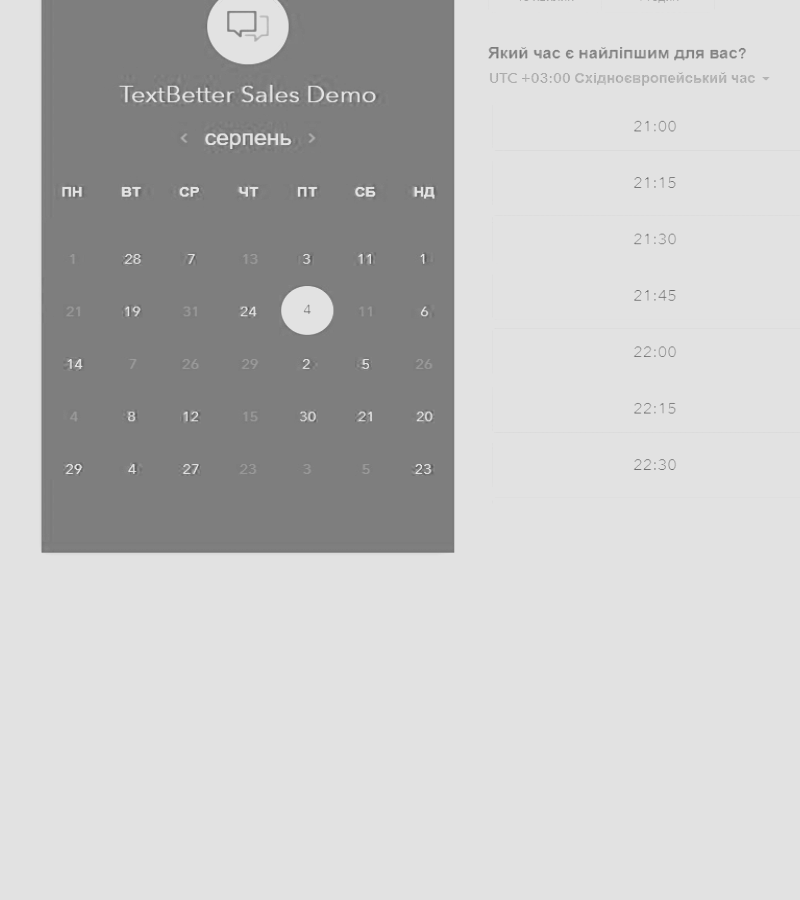 TextBetter Sales Demo
серпень
ПН ВТ СР ЧТ ПТ СБ НД
1 28 7 13 3 11 1
21 19 31 24 4 11 6
14 7 26 29 2 5 26
4 8 12 15 30 21 20
29 4 27 23 3 5 23
Який час є найліпшим для вас?
UTC +03:00 Східноєвропейський час
21:00
21:15
21:30
21:45
22:00
22:15
22:30